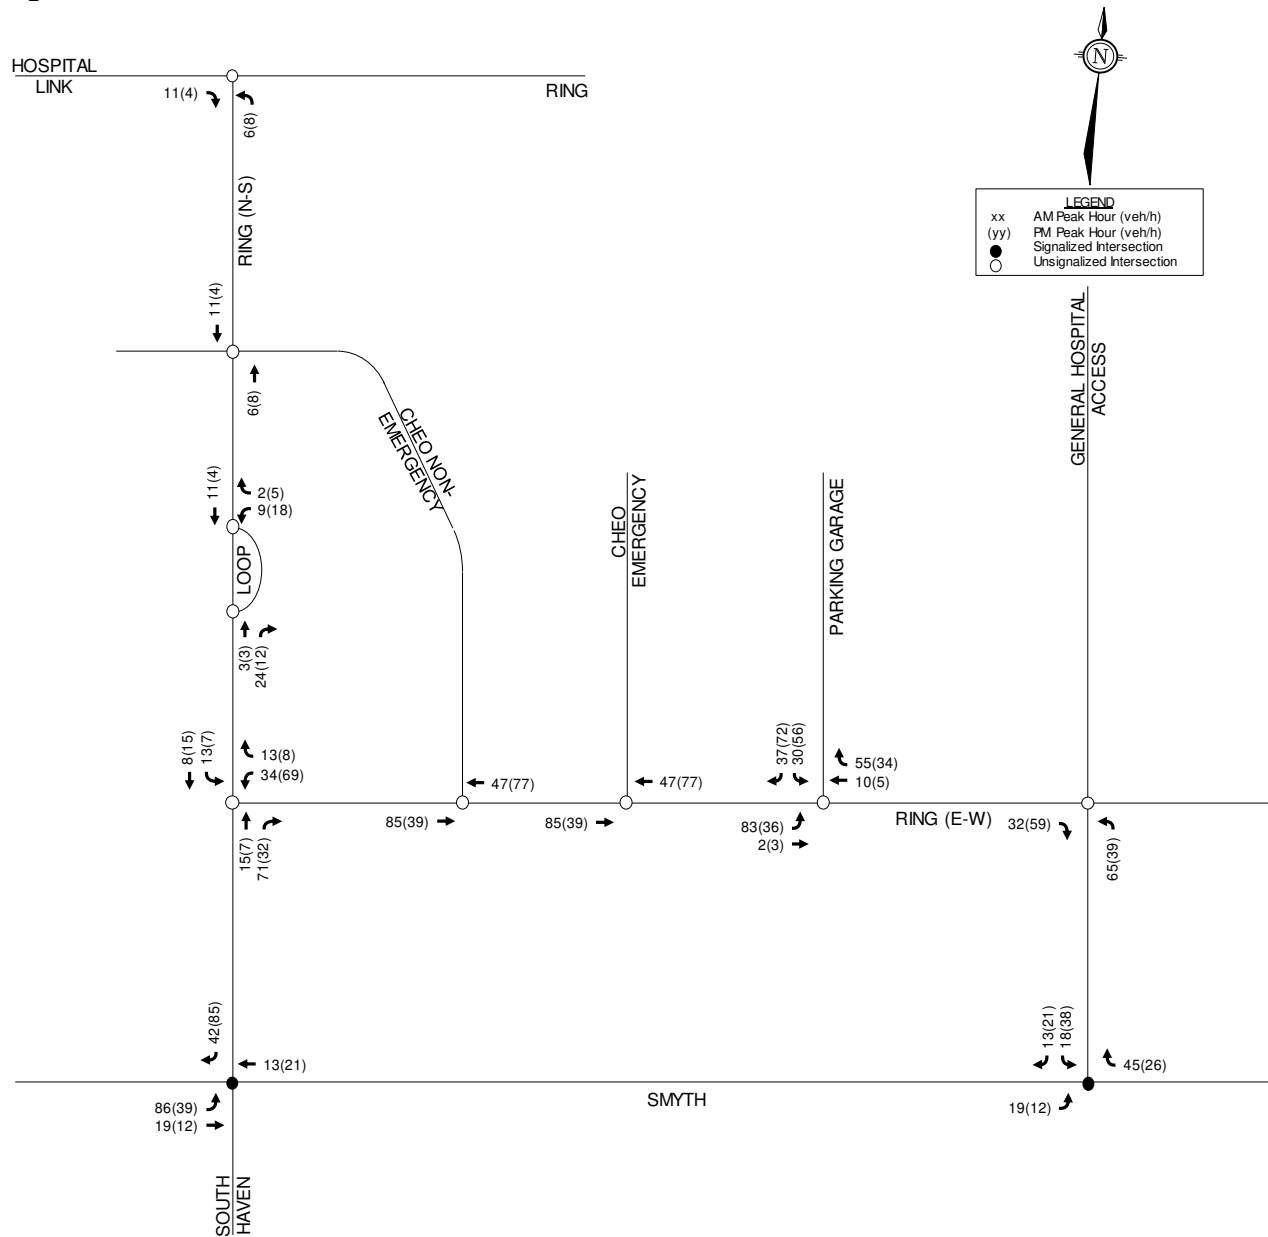 HOSPITAL
LINK
RING
11(4)
6(8)
N
RING (N-S)
LEGEND
xx AM Peak Hour (veh/h)
(yy) PM Peak Hour (veh/h)
Signalized Intersection
Unsignalized Intersection
11(4)
6(8)
CHEO NON-
EMERGENCY
GENERAL HOSPITAL
ACCESS
11(4)
2(5)
9(18)
LOOP
CHEO
EMERGENCY
PARKING GARAGE
3(3)
24(12)
8(15)
13(7)
13(8)
34(69)
47(77)
47(77)
37(72)
30(56)
55(34)
10(5)
15(7)
71(32)
85(39)
85(39)
83(36)
2(3)
RING (E-W)
32(59)
65(39)
42(85)
13(21)
13(21)
18(38)
45(26)
86(39)
19(12)
SMYTH
19(12)
SOUTH
HAVEN